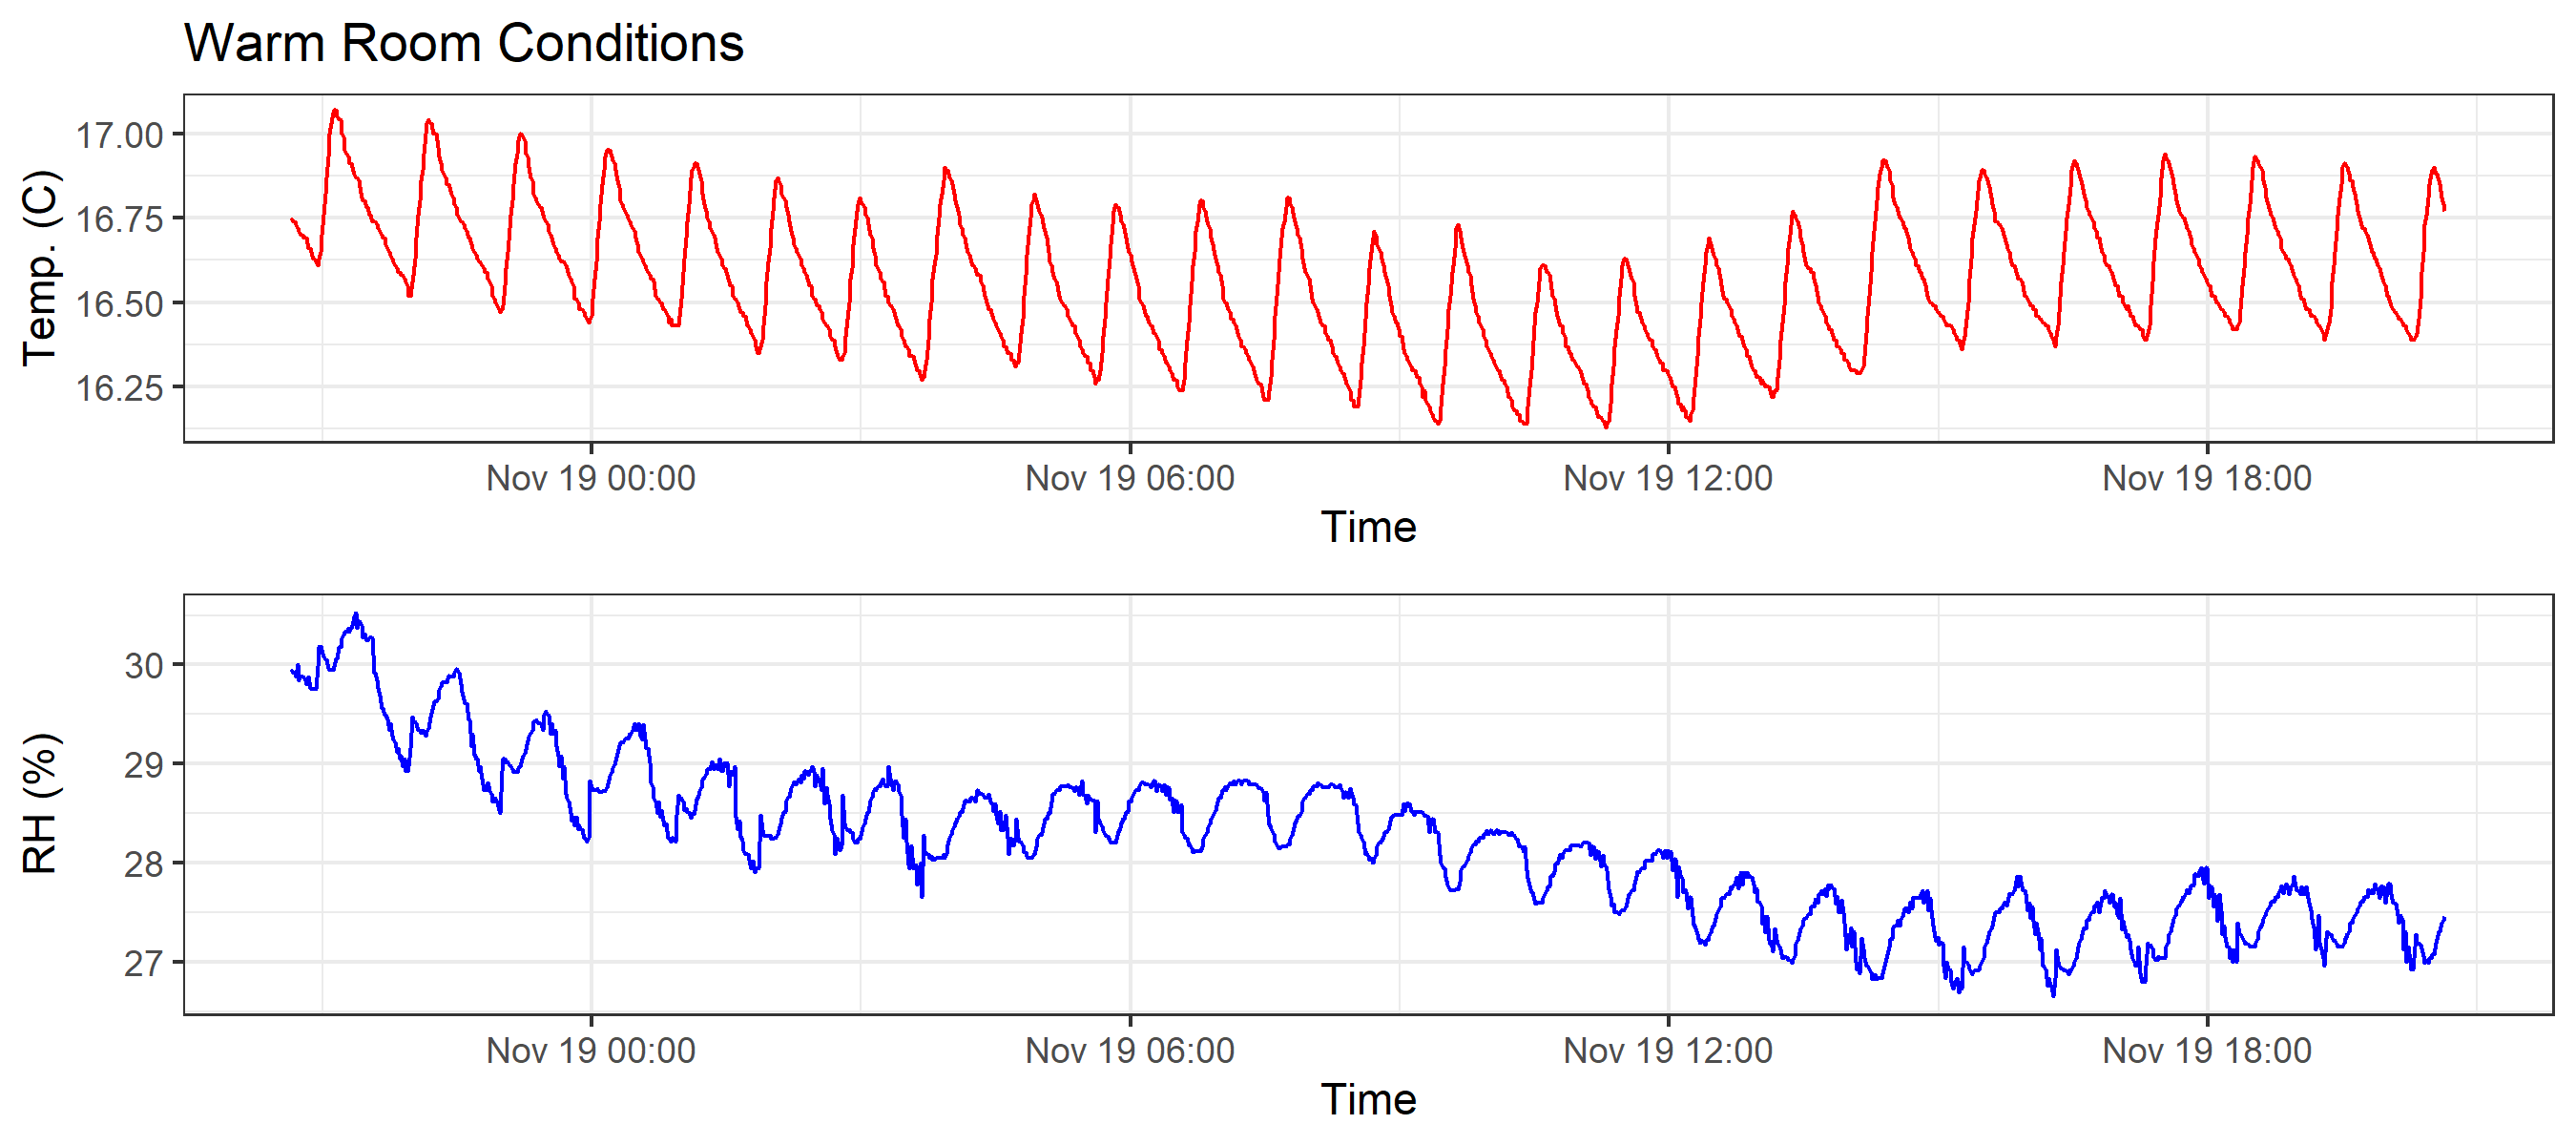 Warm Room Conditions
Temp. (C)
17.00
16.75
16.50
16.25
Nov 19 00:00 Nov 19 06:00 Nov 19 12:00 Nov 19 18:00
Time
RH (%)
30
29
28
27
Nov 19 00:00 Nov 19 06:00 Nov 19 12:00 Nov 19 18:00
Time